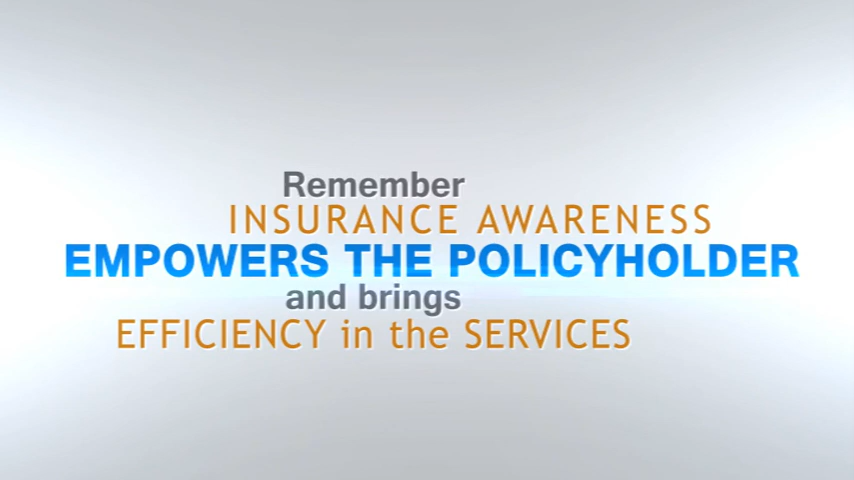 Remember
INSURANCE AWARENESS
EMPOWERS THE POLICYHOLDER
and brings
EFFICIENCY in the SERVICES